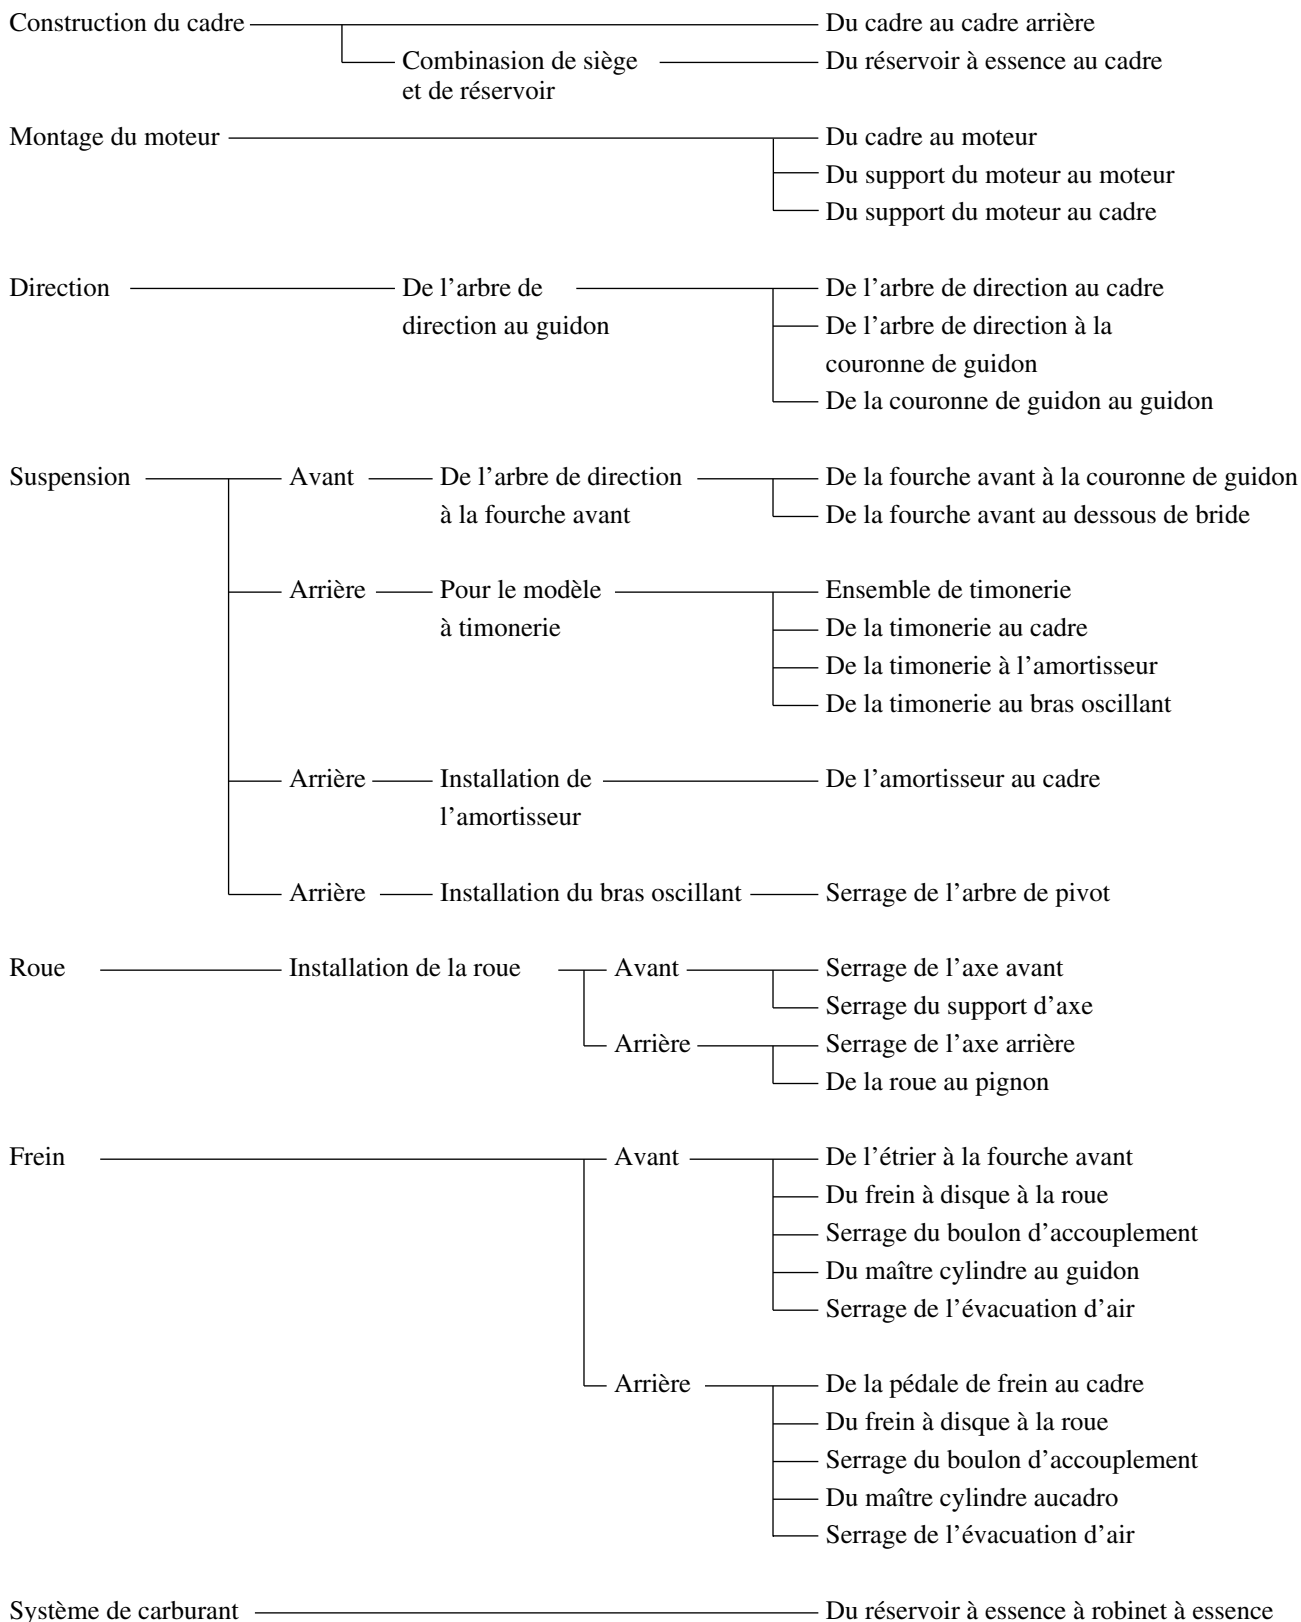 Construction du cadre Du cadre au cadre arrière
Combinasion de siège Du réservoir à essence au cadre
et de réservoir
Montage du moteur Du cadre au moteur
Du support du moteur au moteur
Du support du moteur au cadre
Direction De l'arbre de De l'arbre de direction au cadre
direction au guidon De l'arbre de direction à la
couronne de guidon
De la couronne de guidon au guidon
Suspension Avant De l'arbre de direction De la fourche avant à la couronne de guidon
à la fourche avant De la fourche avant au dessous de bride
Arrière Pour le modèle Ensemble de timonerie
à timonerie De la timonerie au cadre
De la timonerie à l'amortisseur
De la timonerie au bras oscillant
Arrière Installation de De l'amortisseur au cadre
l'amortisseur
Arrière Installation du bras oscillant Serrage de l'arbre de pivot
Roue Installation de la roue Avant Serrage de l'axe avant
Serrage du support d'axe
Arrière Serrage de l'axe arrière
De la roue au pignon
Frein Avant De l'étrier à la fourche avant
Du frein à disque à la roue
Serrage du boulon d'accouplement
Du maître cylindre au guidon
Serrage de l'évacuation d'air
Arrière De la pédale de frein au cadre
Du frein à disque à la roue
Serrage du boulon d'accouplement
Du maître cylindre aucadro
Serrage de l'évacuation d'air
Système de carburant Du réservoir à essence à robinet à essence